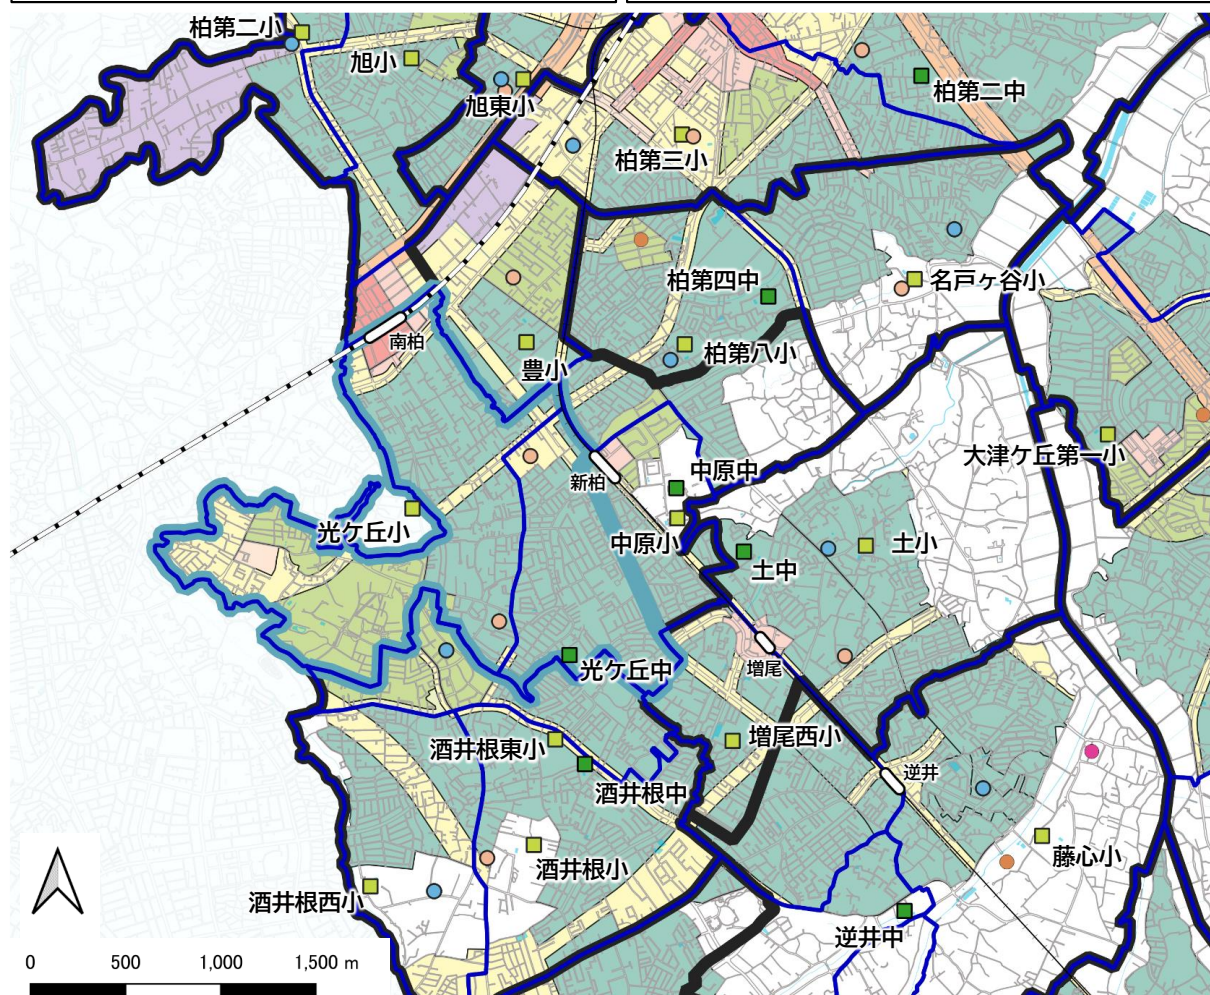 柏第二小
旭小
旭東小
柏第三小
柏第二中
柏第四中
名戸ヶ谷小
南柏
豊小
柏第八小
新柏
中原中
大津ケ丘第一小
光ケ丘小
中原小
土中
土小
増尾
光ケ丘中
酒井根東小
増尾西小
逆井
酒井根中
酒井根小
藤心小
酒井根西小
逆井中
0 500 1,000 1,500 m